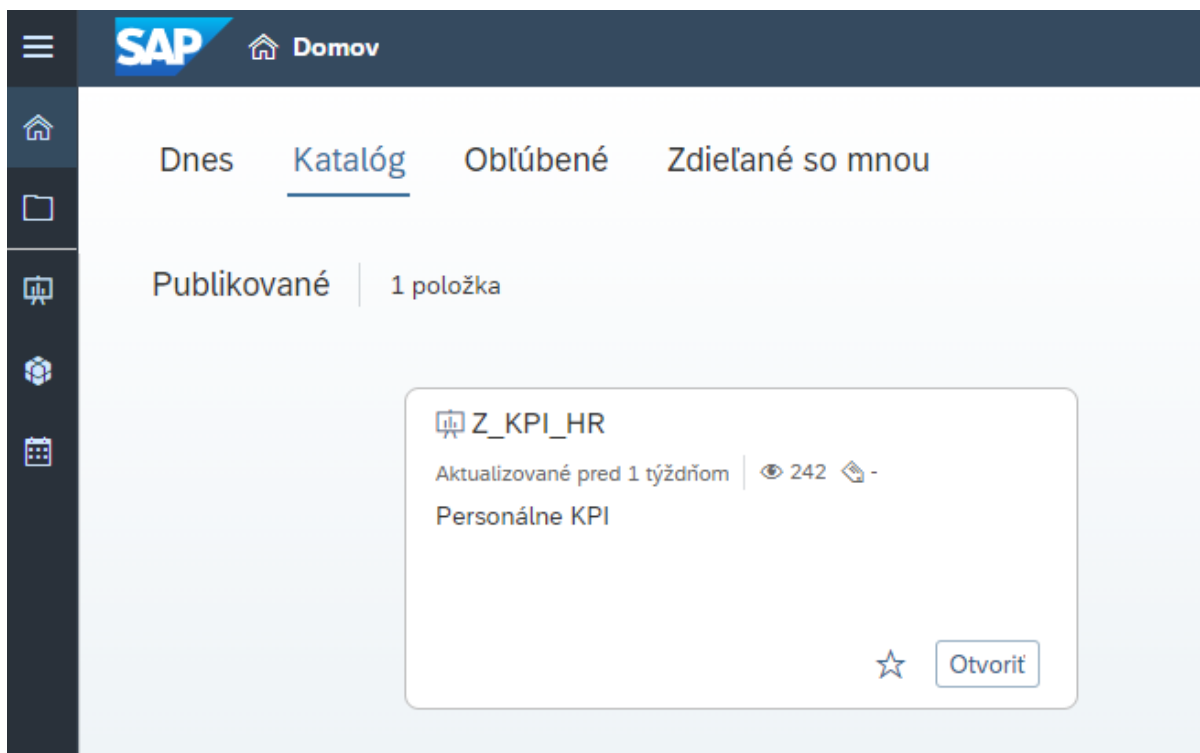 SAP Domov
Dnes Katalóg Obľúbené Zdieľané so mnou
Publikované 1 položka
Z_KPI_HR
Aktualizované pred 1 týždňom 242 -
Personálne KPI
Otvoriť